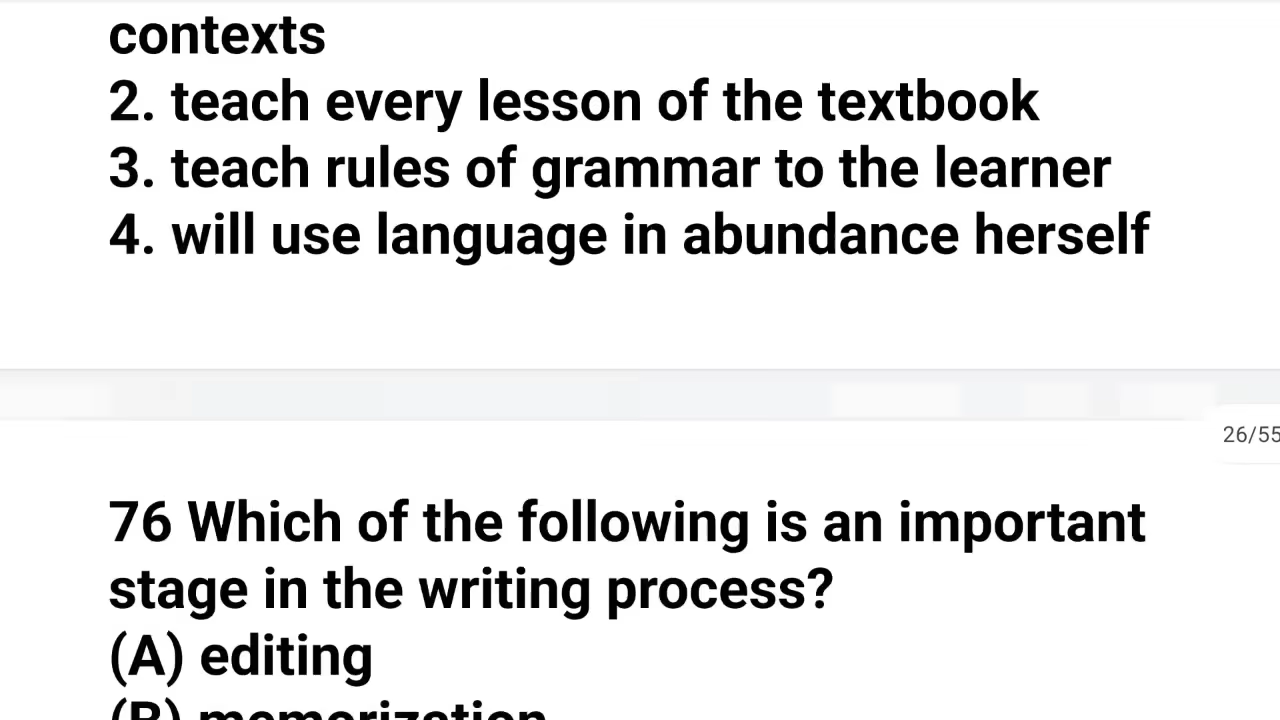 contexts
2. teach every lesson of the textbook
3. teach rules of grammar to the learner
4. will use language in abundance herself
26/55
76 Which of the following is an important
stage in the writing process?
(A) editing
(B) memorization